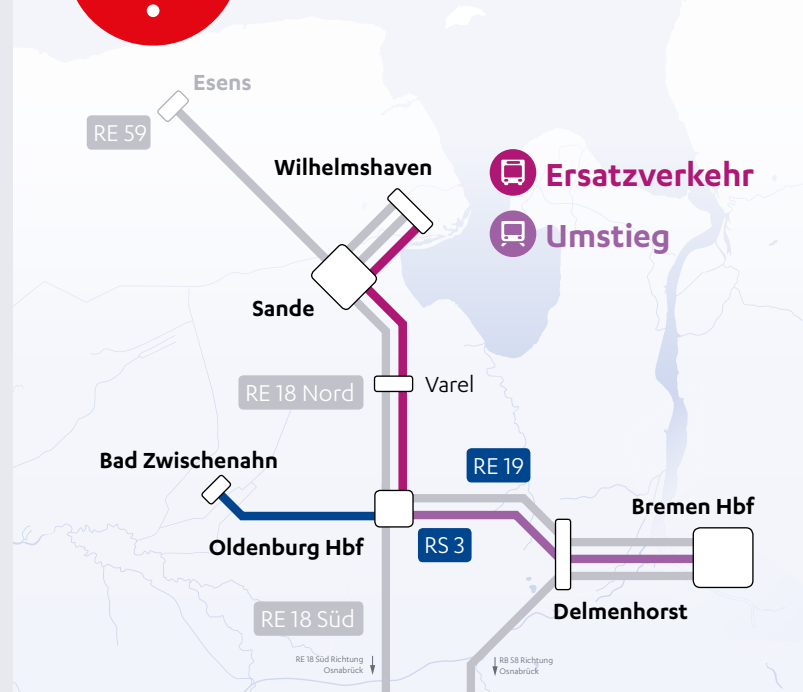 Esens
RE 59
Wilhelmshaven
Ersatzverkehr
Umstieg
Sande
RE 18 Nord
Varel
Bad Zwischenahn
RE 19
Bremen Hbf
Oldenburg Hbf
RS 3
Delmenhorst
RE 18 Süd
RE 18 Süd Richtung
Osnabrück
RB 58 Richtung
Osnabrück